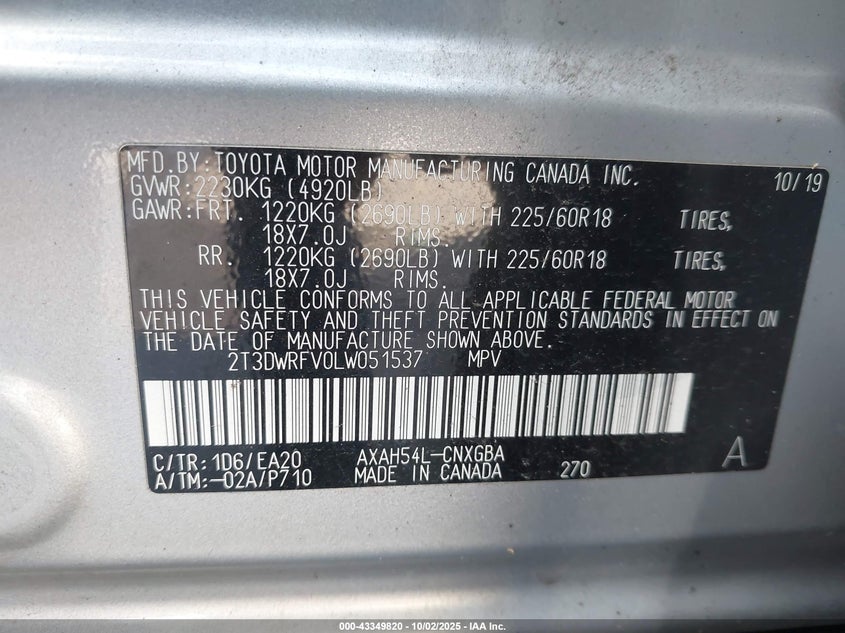 MFD.BY:TOYOTA MOTOR MANUFACTURING CANADA INC. 10/19
GVWR:2230KG (4920LB)
GAWR:FRT. 1220KG (2690LB) WITH 225/60R18 TIRES,
18X7.0J RIMS.
RR. 1220KG (2690LB) WITH 225/60R18 TIRES,
18X7.0J RIMS.
THIS VEHICLE CONFORMS TO ALL APPLICABLE FEDERAL MOTOR
VEHICLE SAFETY AND THEFT PREVENTION STANDARDS IN EFFECT ON
THE DATE OF MANUFACTURE SHOWN ABOVE.
2T3DWRFV0LW051537 MPV
C/TR: 1D6/EA20 AXAH54L-CNXGBA A
A/TM:-02A/P710 MADE IN CANADA 270
000-43349820 - 10/02/2025 - IAA Inc.